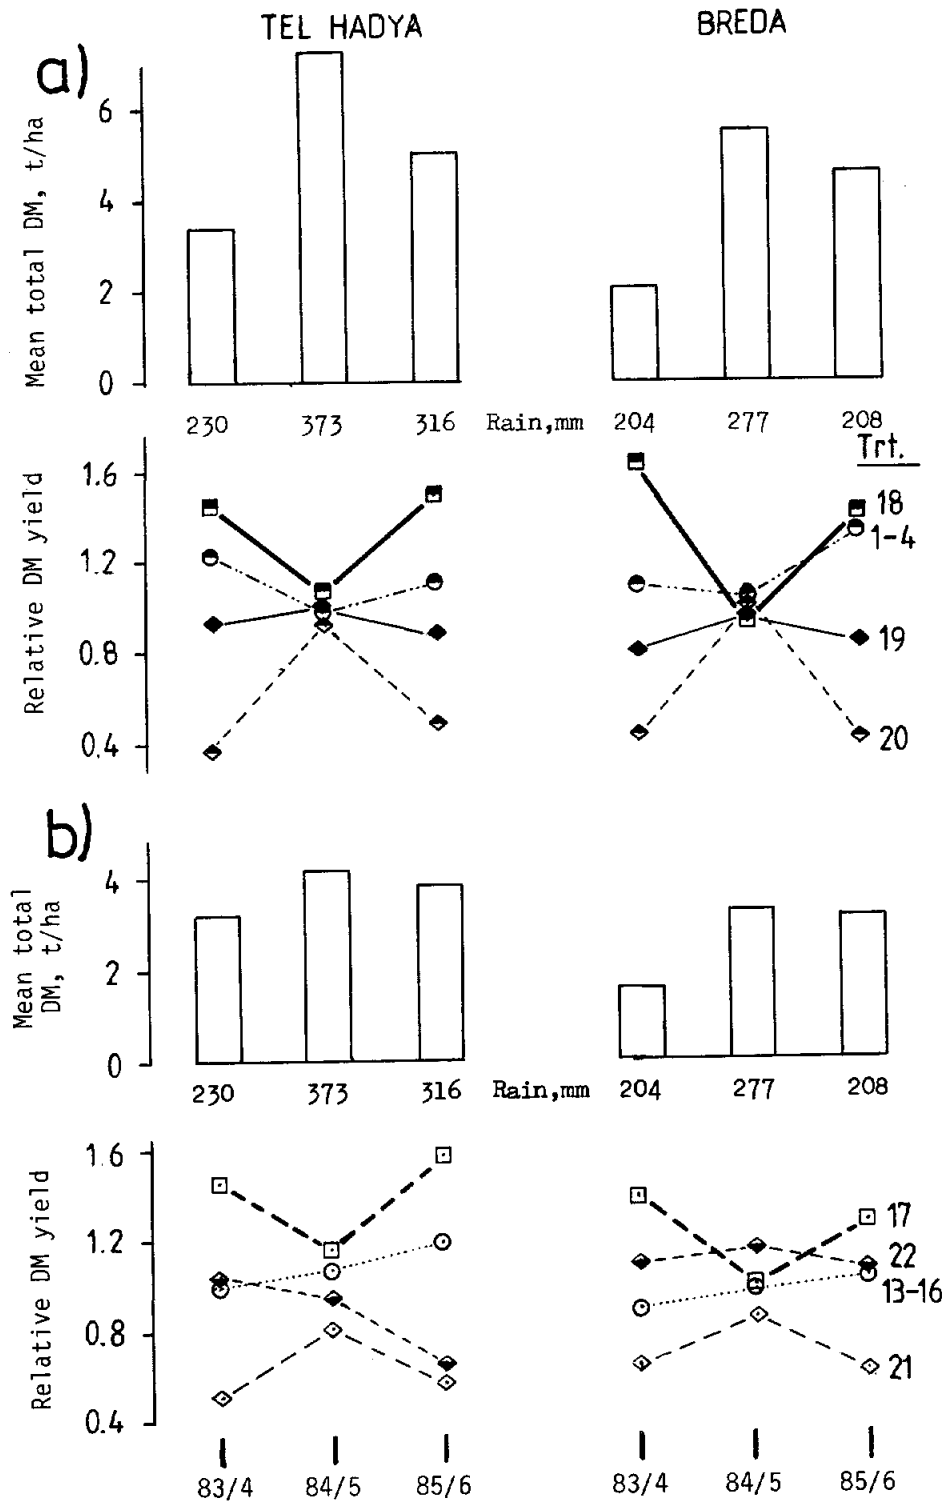 TEL HADYA BREDA
a)
Mean total DM, t/ha
6
4
2
0
230 373 316 Rain,mm 204 277 208
Trt.
Relative DM yield
1.6
1.2
0.8
0.4
18
1-4
19
20
b)
Mean total
DM, t/ha
4
2
0
230 373 316 Rain,mm 204 277 208
Relative DM yield
1.6
1.2
0.8
0.4
17
22
13-16
21
83/4 84/5 85/6 83/4 84/5 85/6